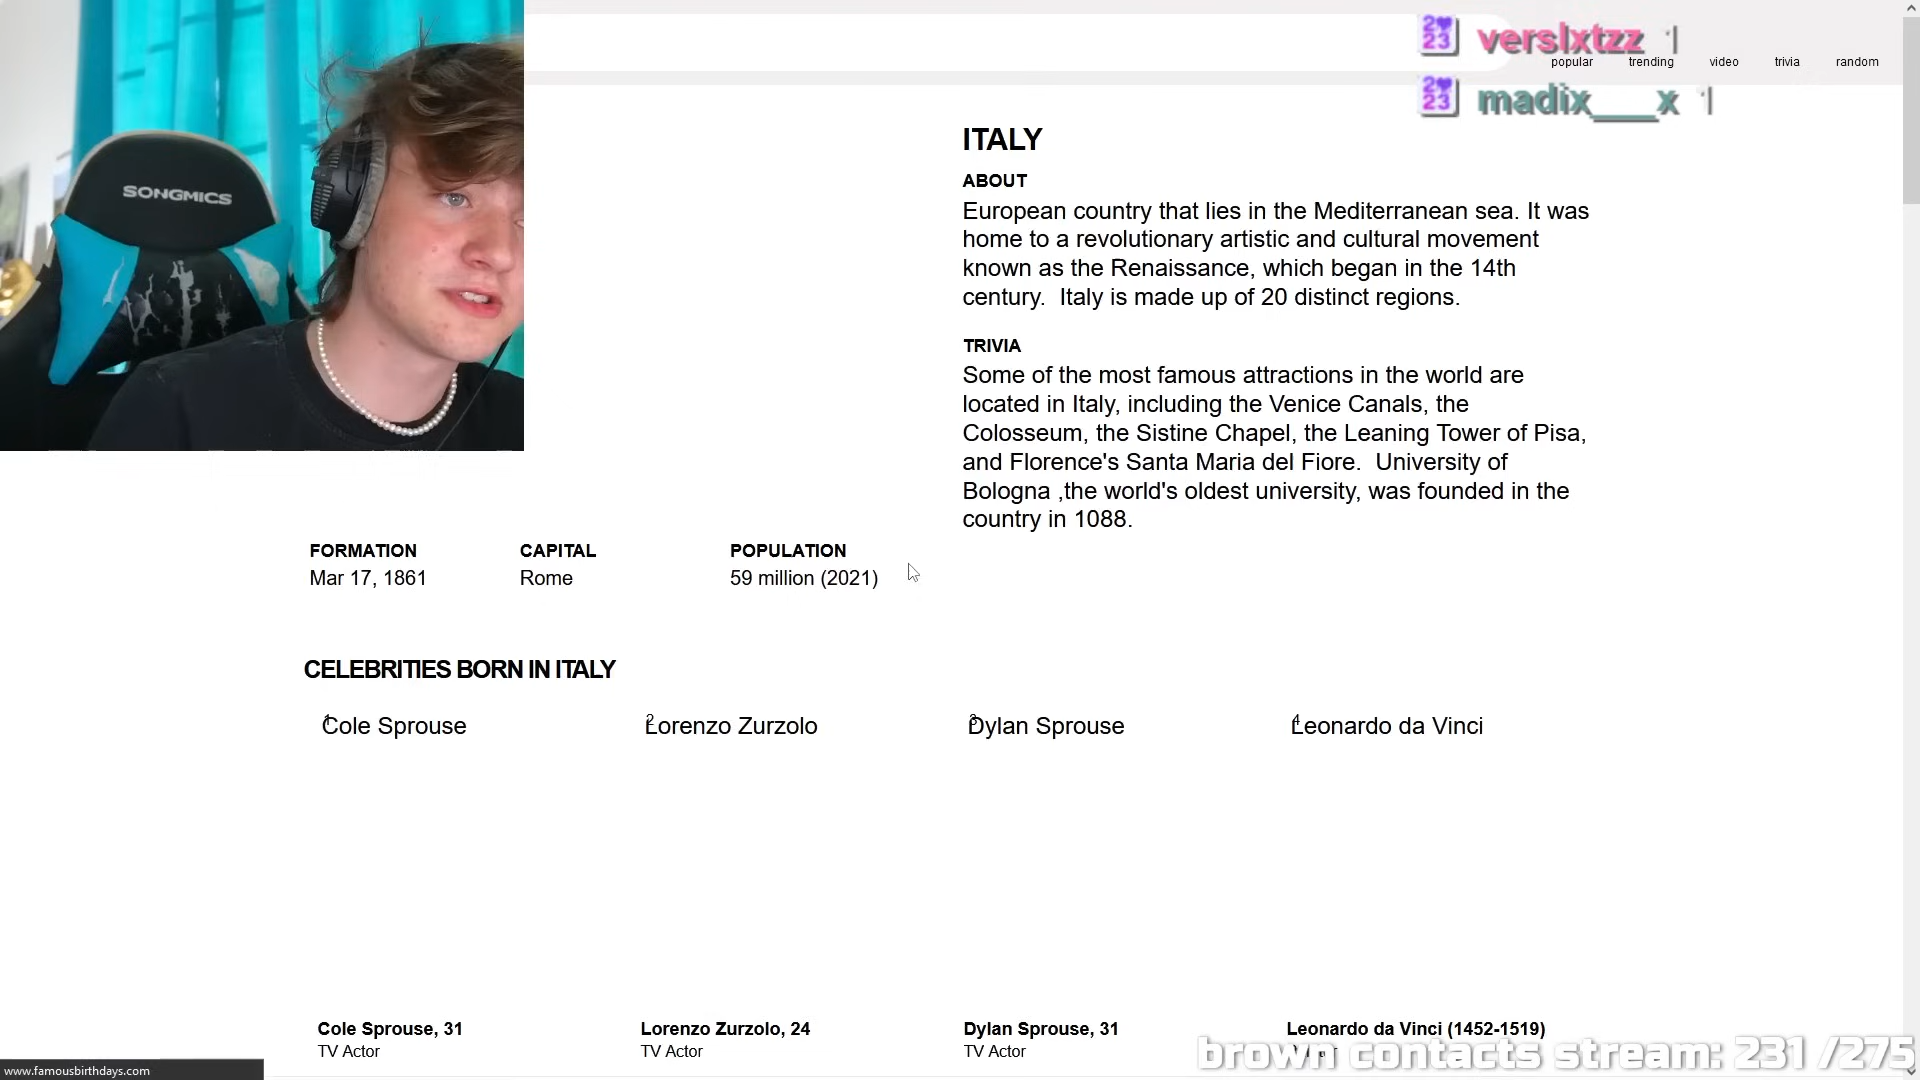 SONGMICS
verslxtzz 1
madix___x 1
popular trending video trivia random
ITALY
ABOUT
European country that lies in the Mediterranean sea. It was
home to a revolutionary artistic and cultural movement
known as the Renaissance, which began in the 14th
century.  Italy is made up of 20 distinct regions.
TRIVIA
Some of the most famous attractions in the world are
located in Italy, including the Venice Canals, the
Colosseum, the Sistine Chapel, the Leaning Tower of Pisa,
and Florence's Santa Maria del Fiore.  University of
Bologna ,the world's oldest university, was founded in the
country in 1088.
FORMATION CAPITAL POPULATION
Mar 17, 1861 Rome 59 million (2021)
CELEBRITIES BORN IN ITALY
1 2 3 4
Cole Sprouse Lorenzo Zurzolo Dylan Sprouse Leonardo da Vinci
Cole Sprouse, 31 Lorenzo Zurzolo, 24 Dylan Sprouse, 31 Leonardo da Vinci (1452-1519)
TV Actor TV Actor TV Actor
brown contacts stream: 231 /275
www.famousbirthdays.com